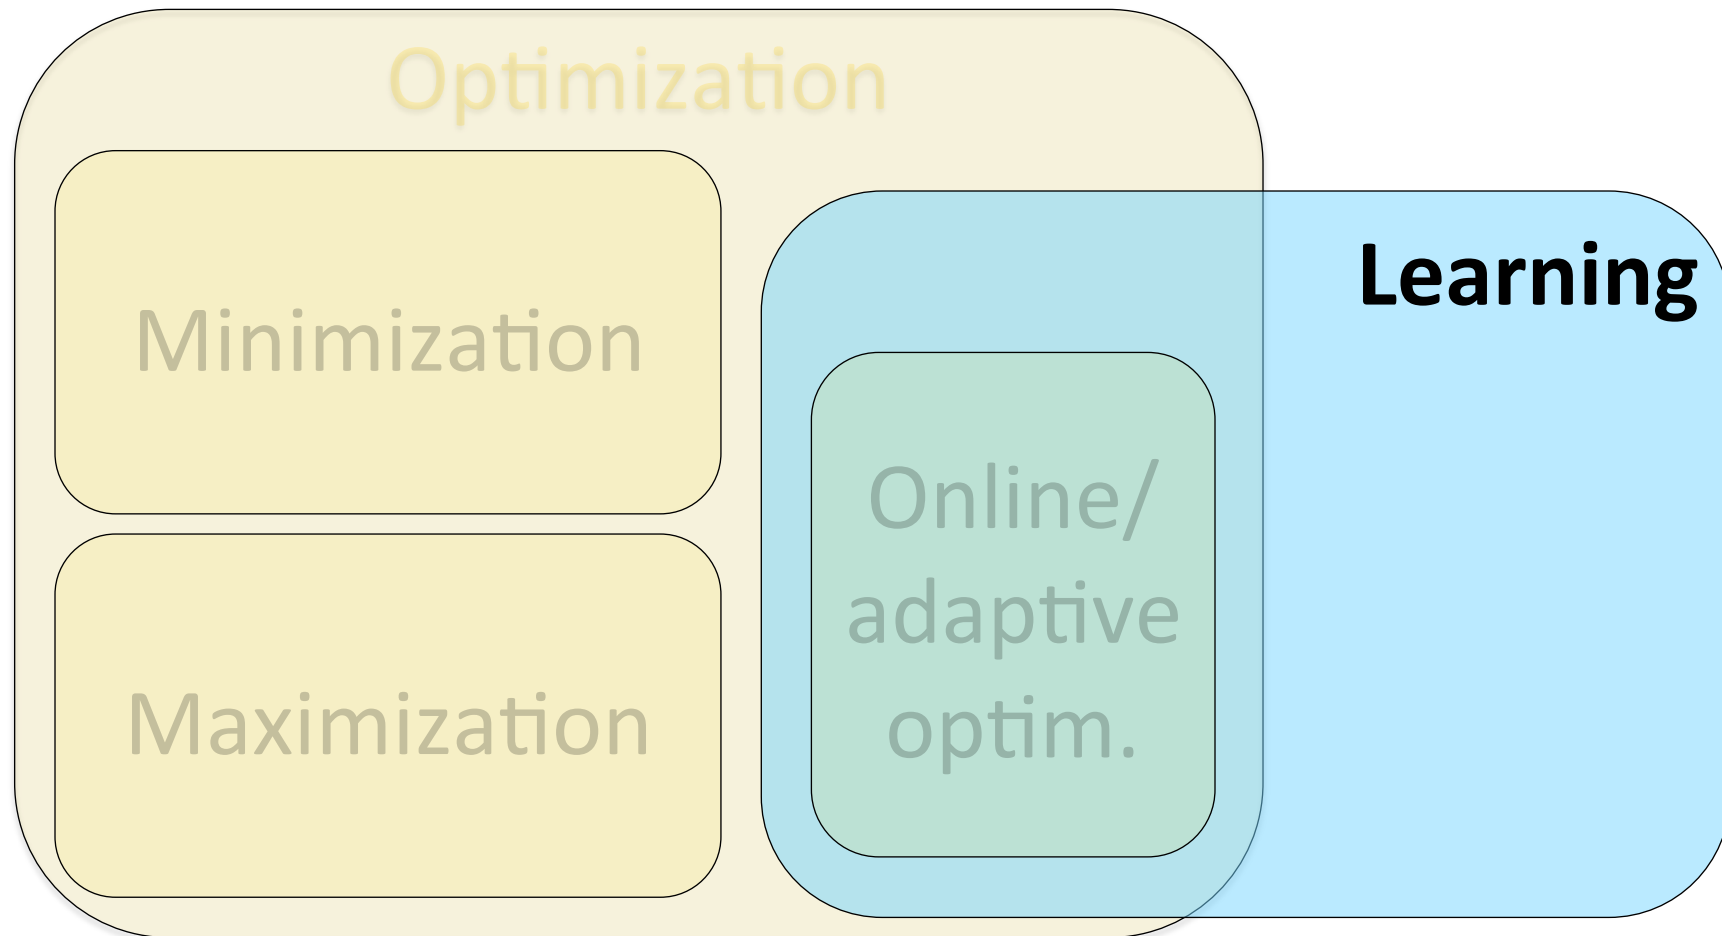 Optimization
Learning
Minimization
Online/
adaptive
optim.
Maximization